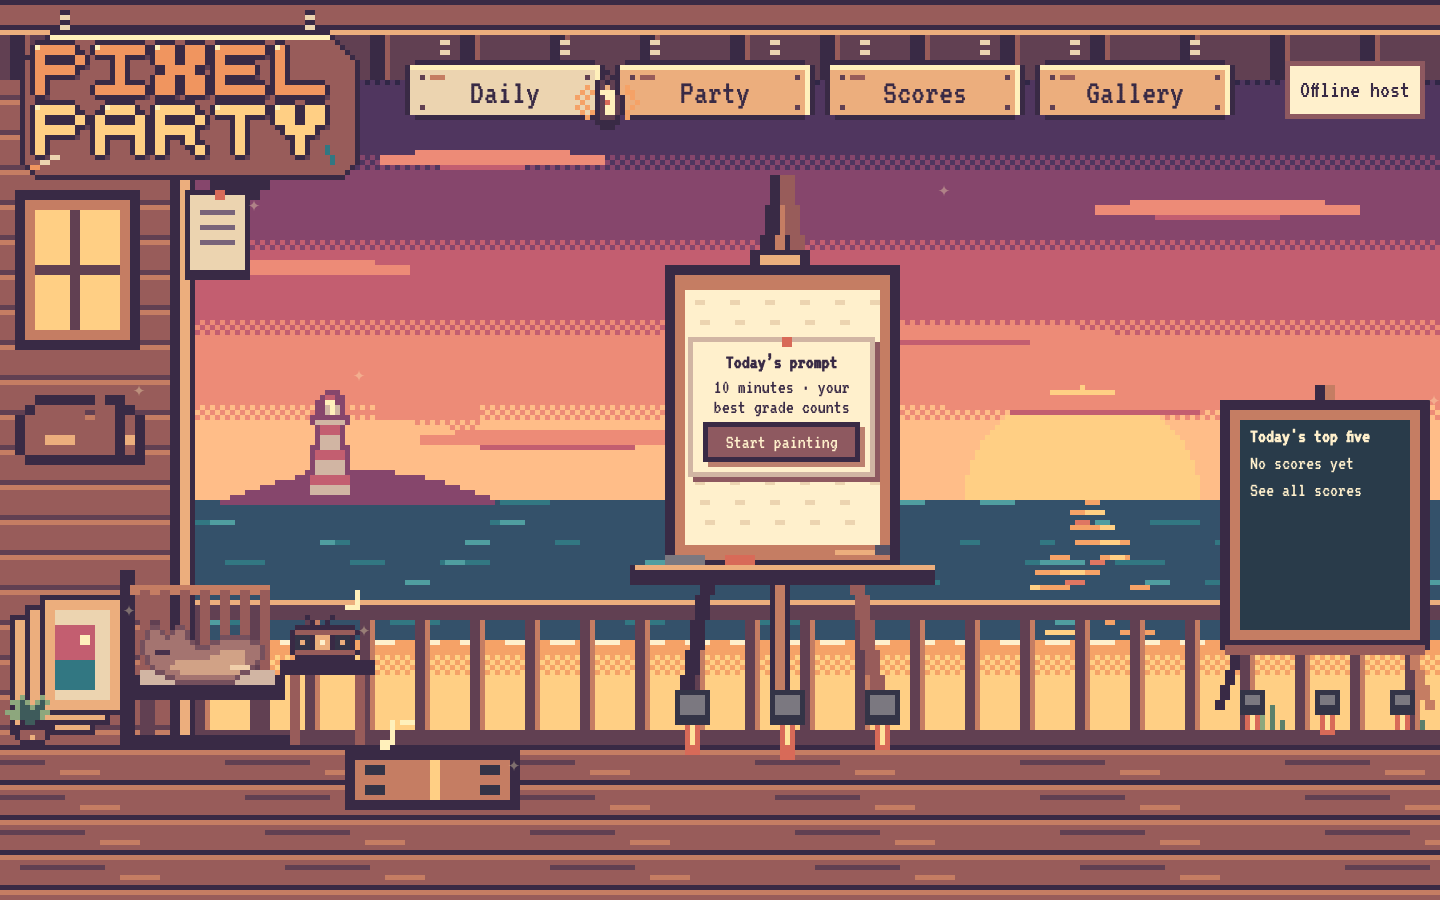 PIXEL
PARTY
Daily
Party
Scores
Gallery
Offline host
Today's prompt
10 minutes · your
best grade counts
Start painting
Today's top five
No scores yet
See all scores